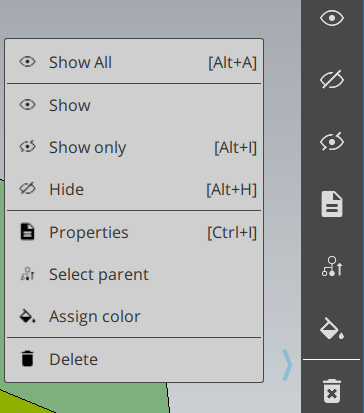 Show All [Alt+A]
Show
Show only [Alt+I]
Hide [Alt+H]
Properties [Ctrl+I]
Select parent
Assign color
Delete